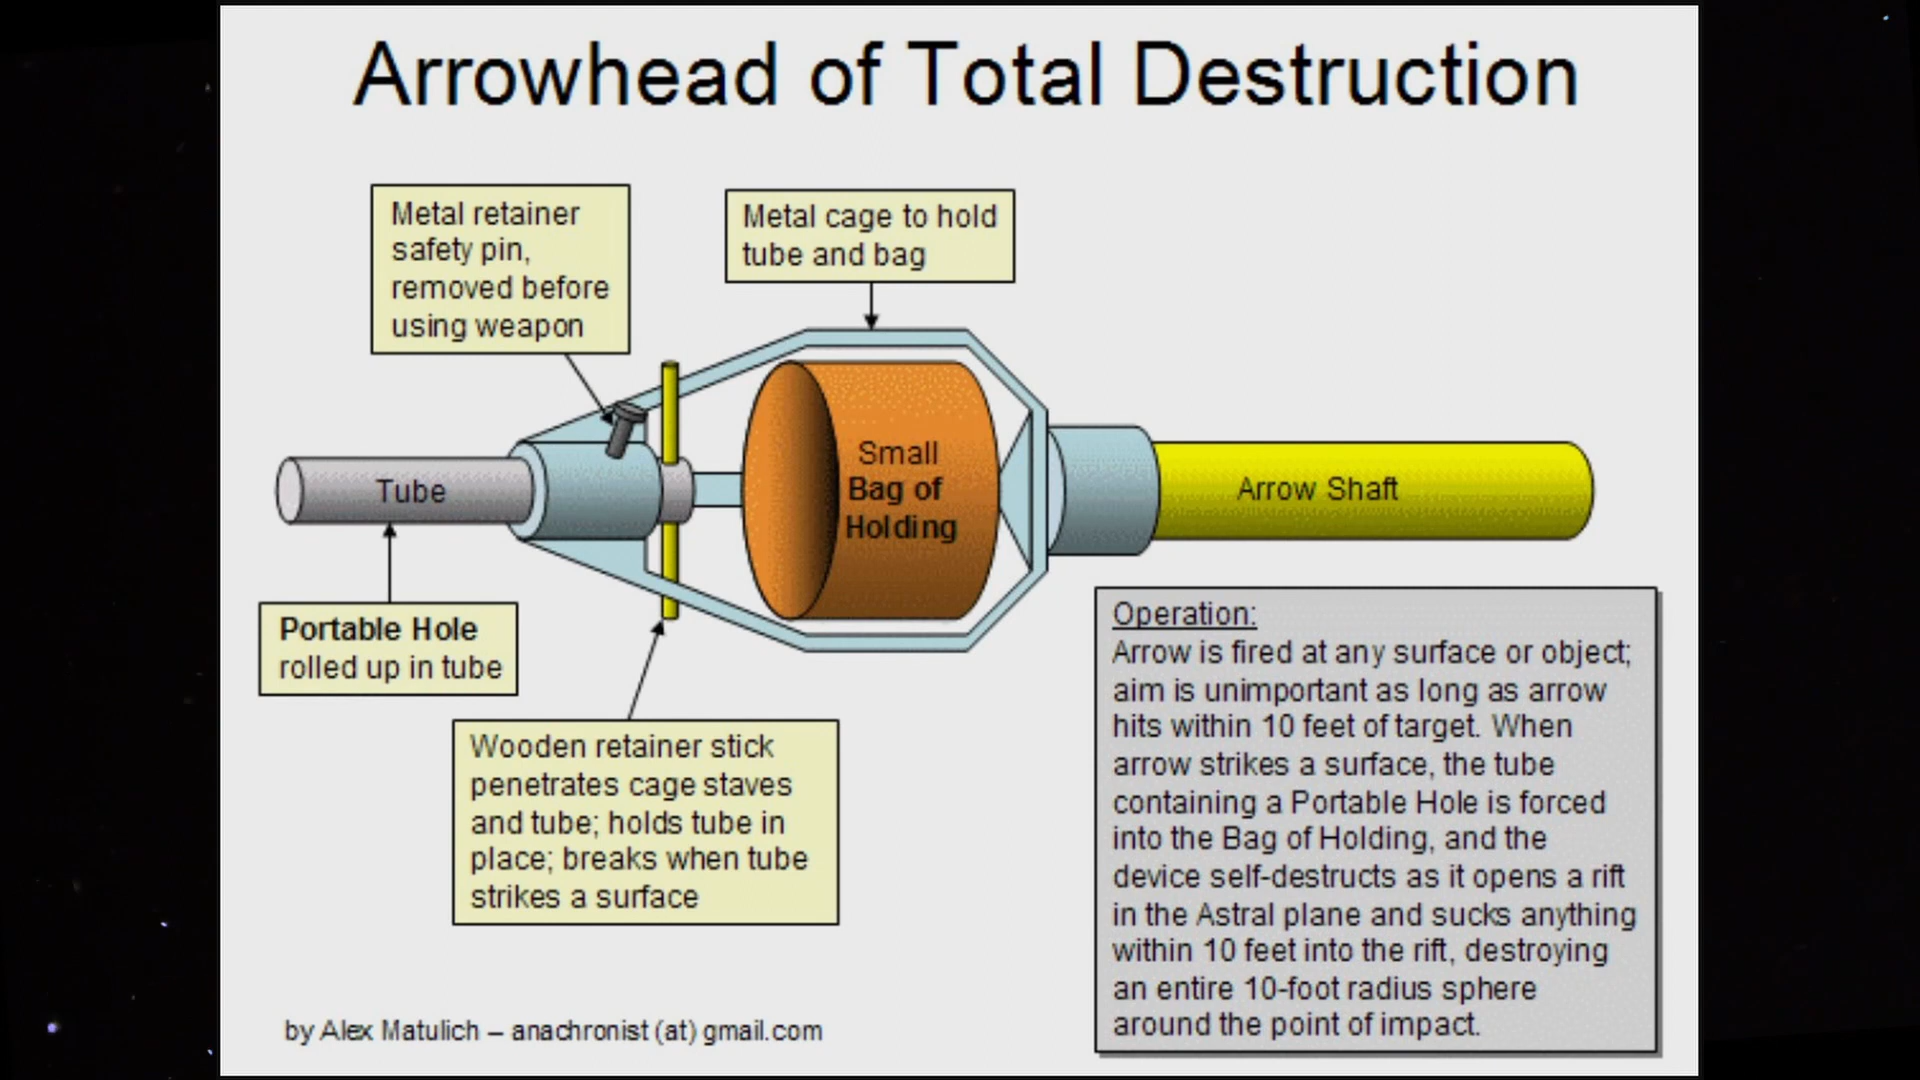 Arrowhead of Total Destruction
Metal retainer
safety pin,
removed before
using weapon
Metal cage to hold
tube and bag
Small
Bag of
Holding
Tube
Arrow Shaft
Portable Hole
rolled up in tube
Wooden retainer stick
penetrates cage staves
and tube; holds tube in
place; breaks when tube
strikes a surface
Operation:
Arrow is fired at any surface or object;
aim is unimportant as long as arrow
hits within 10 feet of target. When
arrow strikes a surface, the tube
containing a Portable Hole is forced
into the Bag of Holding, and the
device self-destructs as it opens a rift
in the Astral plane and sucks anything
within 10 feet into the rift, destroying
an entire 10-foot radius sphere
around the point of impact.
by Alex Matulich – anachronist (at) gmail.com